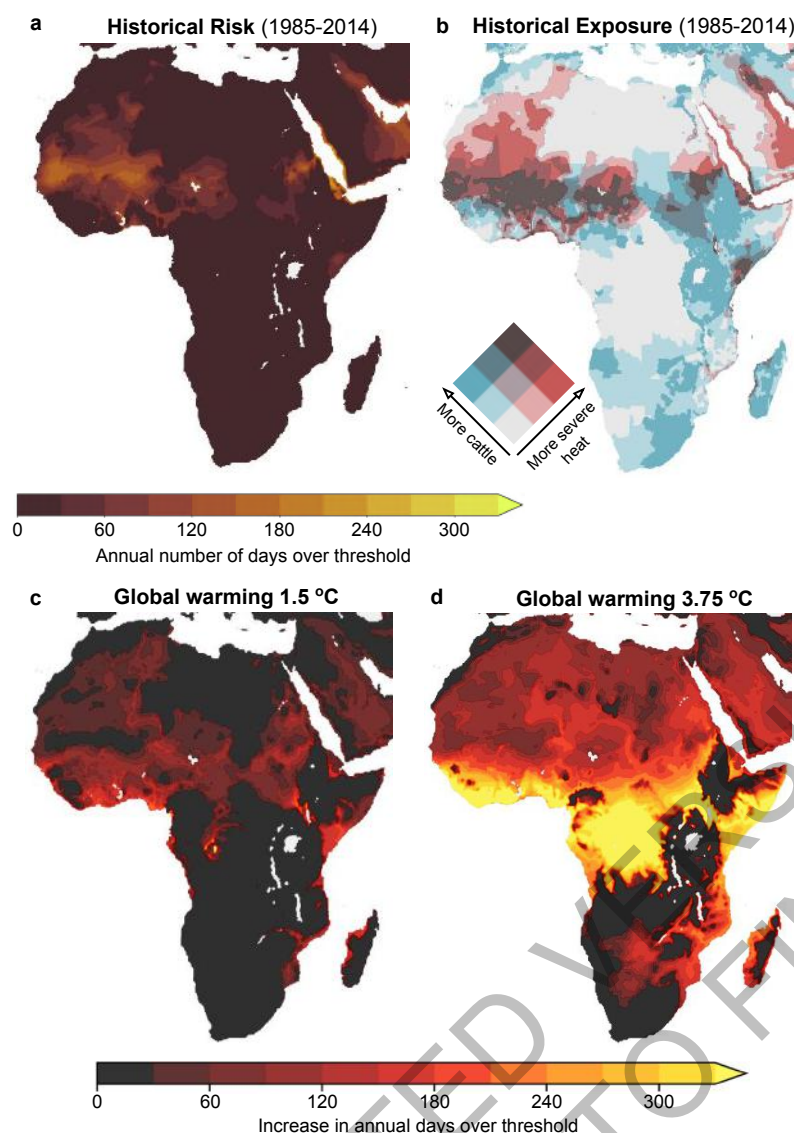 a Historical Risk (1985-2014)
b Historical Exposure (1985-2014)
More cattle
More severe
heat
0 60 120 180 240 300
Annual number of days over threshold
c Global warming 1.5 °C
d Global warming 3.75 °C
0 60 120 180 240 300
Increase in annual days over threshold